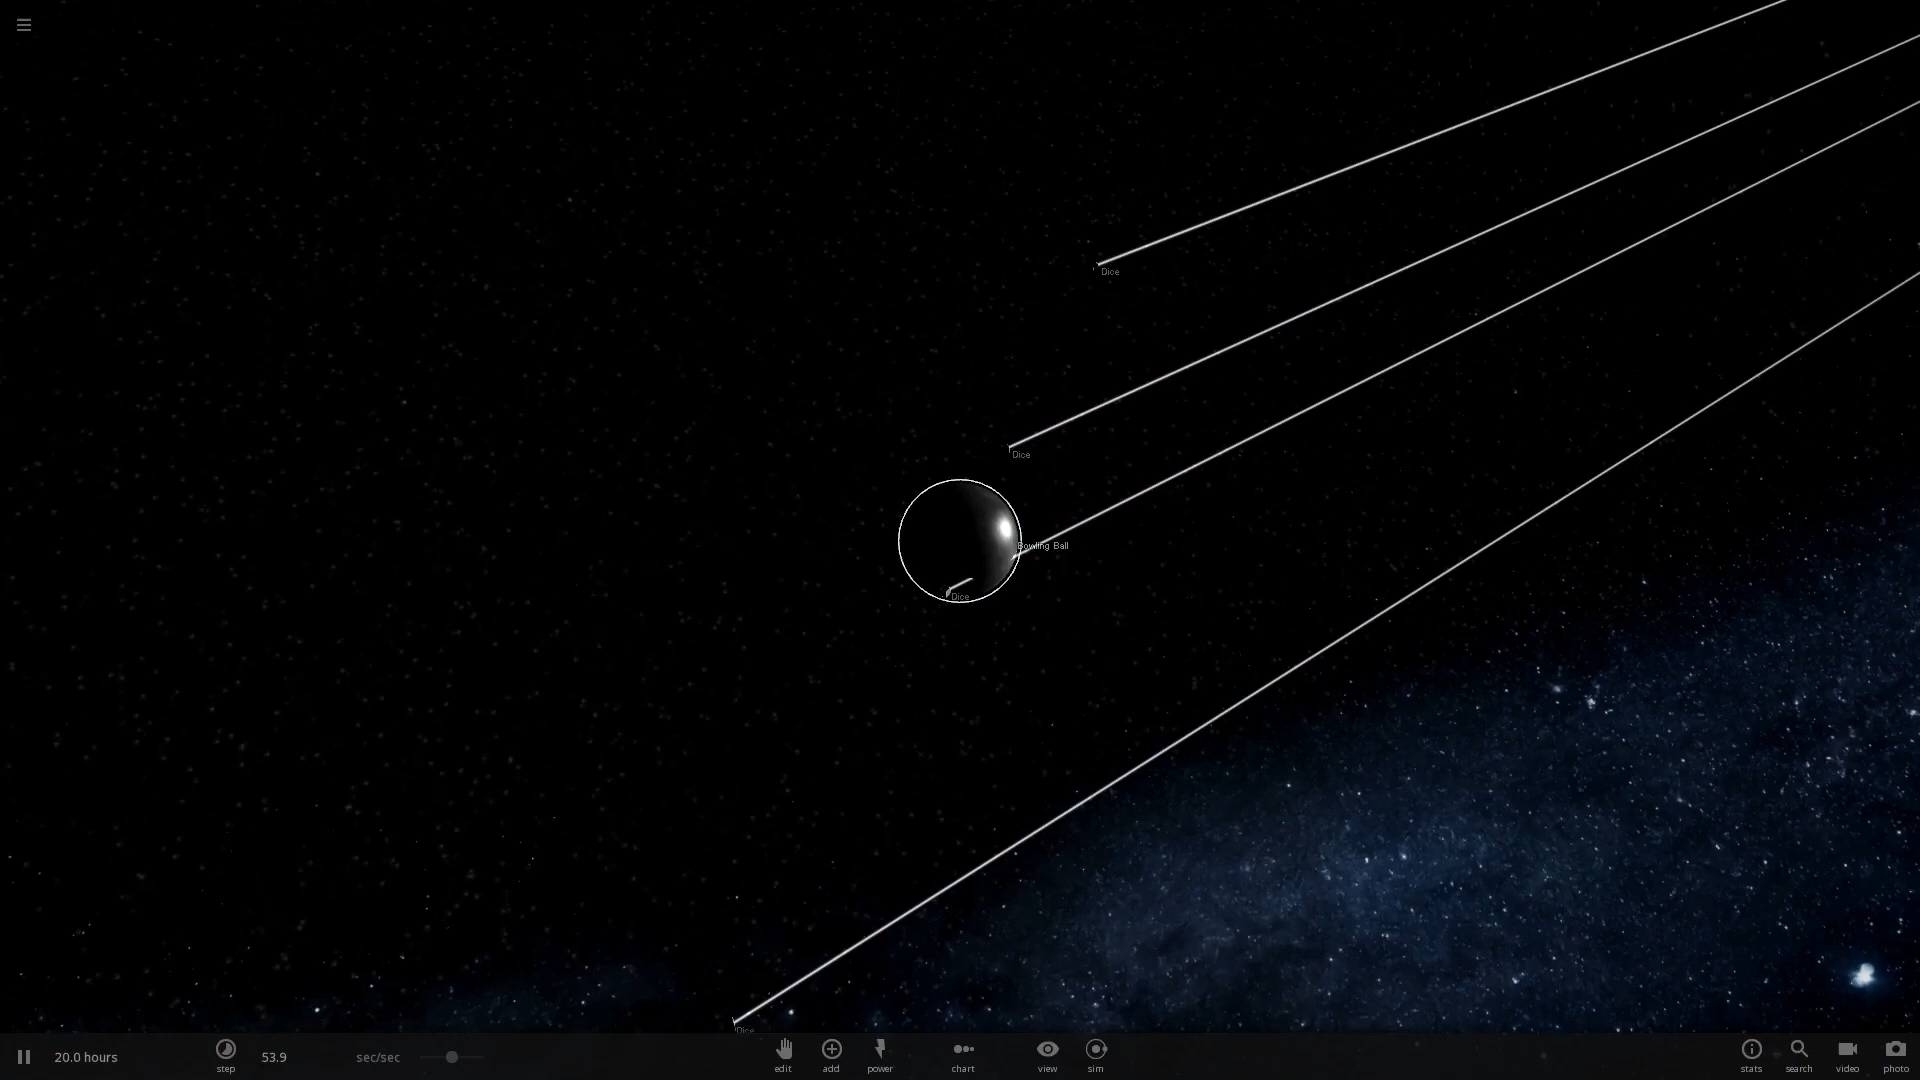 Dice
Dice
Bowling Ball
Dice
Dice
20.0 hours
step
53.9
sec/sec
edit
add
power
chart
view
sim
stats
search
video
photo